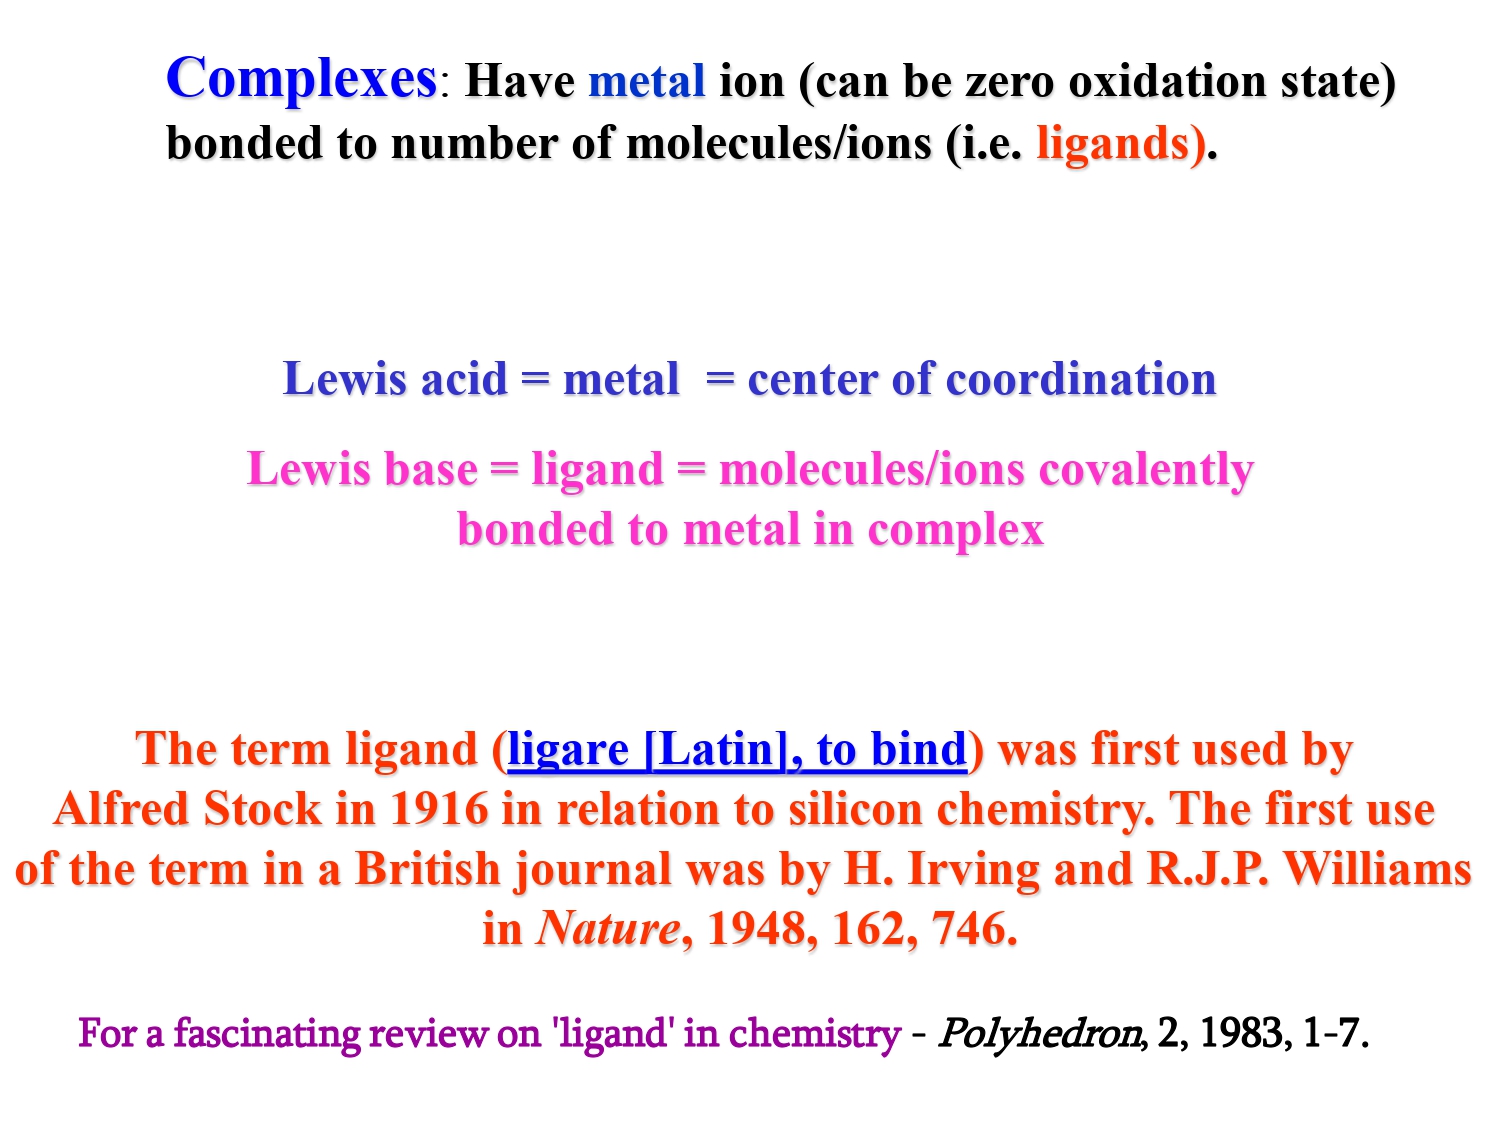 Complexes: Have metal ion (can be zero oxidation state)
bonded to number of molecules/ions (i.e. ligands).
Lewis acid = metal = center of coordination
Lewis base = ligand = molecules/ions covalently
bonded to metal in complex
The term ligand (ligare [Latin], to bind) was first used by
Alfred Stock in 1916 in relation to silicon chemistry. The first use
of the term in a British journal was by H. Irving and R.J.P. Williams
in Nature, 1948, 162, 746.
For a fascinating review on 'ligand' in chemistry - Polyhedron, 2, 1983, 1-7.